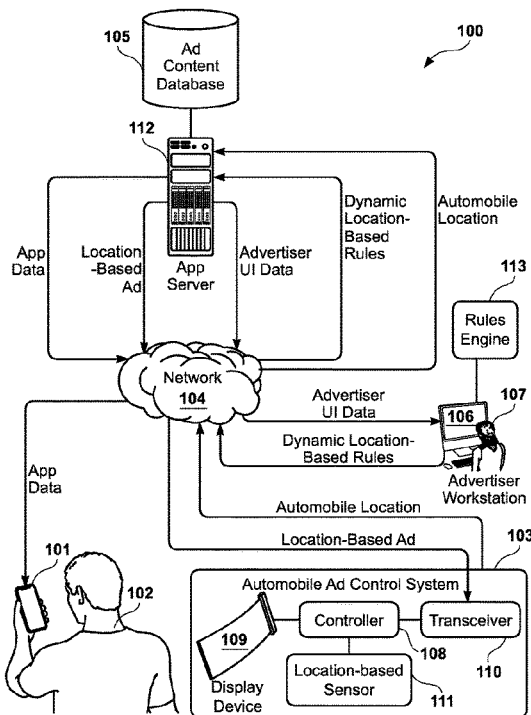 105
Ad
Content
Database
100
112
App
Server
App
Data
Location
-Based
Ad
Advertiser
UI Data
Dynamic
Location-
Based
Rules
Automobile
Location
113
Rules
Engine
Network
104
Advertiser
UI Data
106
107
Dynamic Location-
Based Rules
Advertiser
Workstation
App
Data
Automobile Location
Location-Based Ad
103
101
102
Automobile Ad Control System
109
Display
Device
Controller
108
Transceiver
110
Location-based
Sensor
111